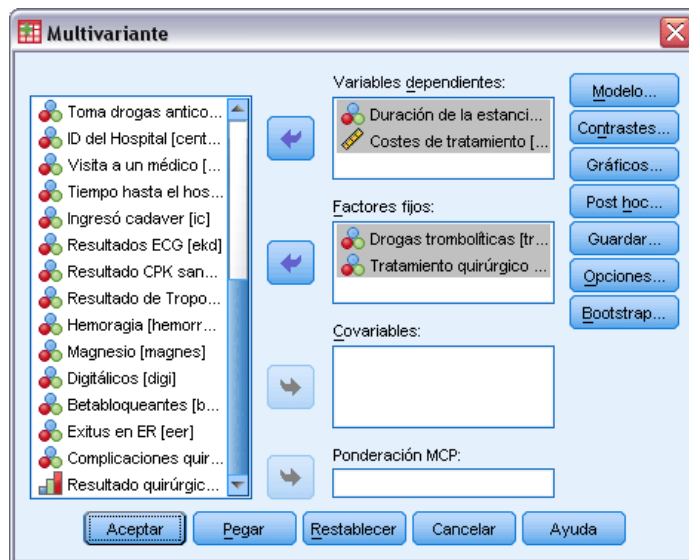 Multivariante
Toma drogas antico...
ID del Hospital [cent...
Visita a un médico [...
Tiempo hasta el hos...
Ingresó cadaver [ic]
Resultados ECG [ekd]
Resultado CPK san...
Resultado de Tropo...
Hemoragia [hemorr...
Magnesio [magnes]
Digitálicos [digi]
Betabloqueantes [b...
Exitus en ER [eer]
Complicaciones quir...
Resultado quirúrgic...
Variables dependientes:
Duración de la estanci...
Costes de tratamiento [...
Factores fijos:
Drogas trombolíticas [tr...
Tratamiento quirúrgico ...
Covariables:
Ponderación MCP:
Modelo...
Contrastes...
Gráficos...
Post hoc...
Guardar...
Opciones...
Bootstrap...
Aceptar
Pegar
Restablecer
Cancelar
Ayuda